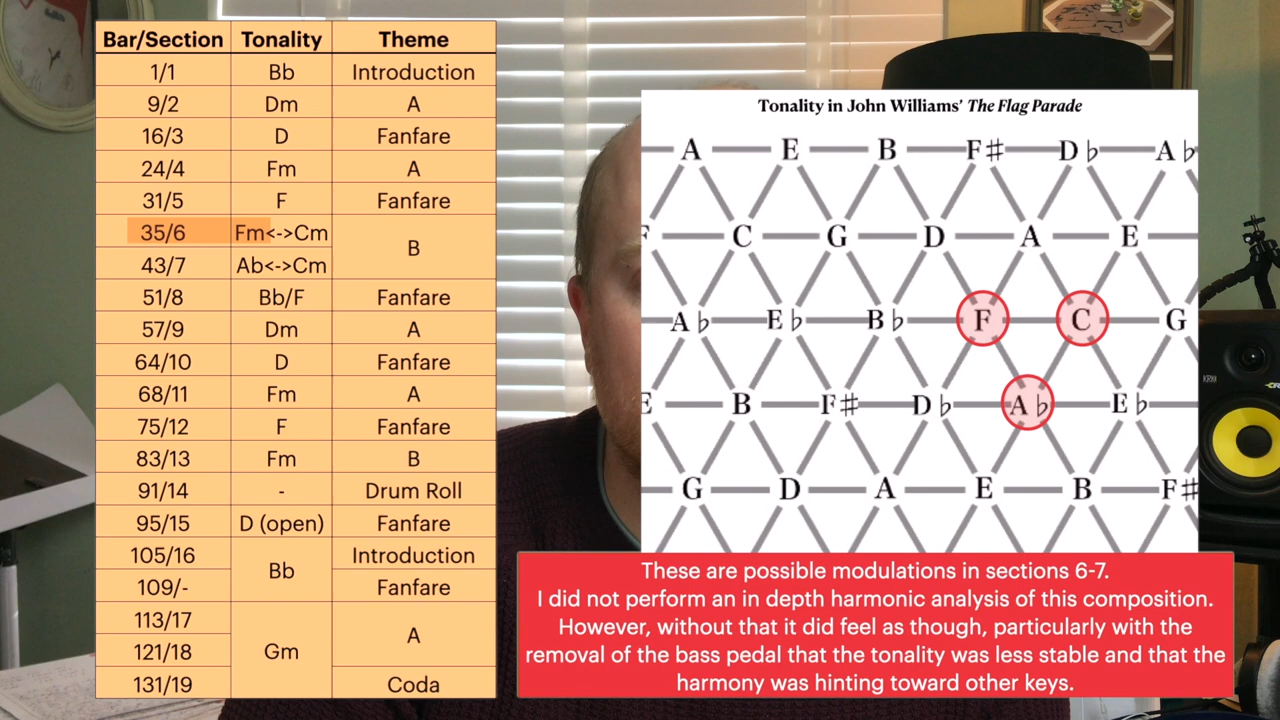 Bar/Section Tonality Theme
1/1 Bb Introduction
9/2 Dm A
16/3 D Fanfare
24/4 Fm A
31/5 F Fanfare
35/6 Fm<->Cm B
43/7 Ab<->Cm
51/8 Bb/F Fanfare
57/9 Dm A
64/10 D Fanfare
68/11 Fm A
75/12 F Fanfare
83/13 Fm B
91/14 - Drum Roll
95/15 D (open) Fanfare
105/16 Bb Introduction
109/- Fanfare
113/17 Gm A
121/18
131/19 Coda
Tonality in John Williams' The Flag Parade
A E B F♯ D♭ A♭
F C G D A E
A♭ E♭ B♭ F C G
E B F♯ D♭ A♭ E♭
G D A E B F♯
These are possible modulations in sections 6-7.
I did not perform an in depth harmonic analysis of this composition.
However, without that it did feel as though, particularly with the
removal of the bass pedal that the tonality was less stable and that the
harmony was hinting toward other keys.